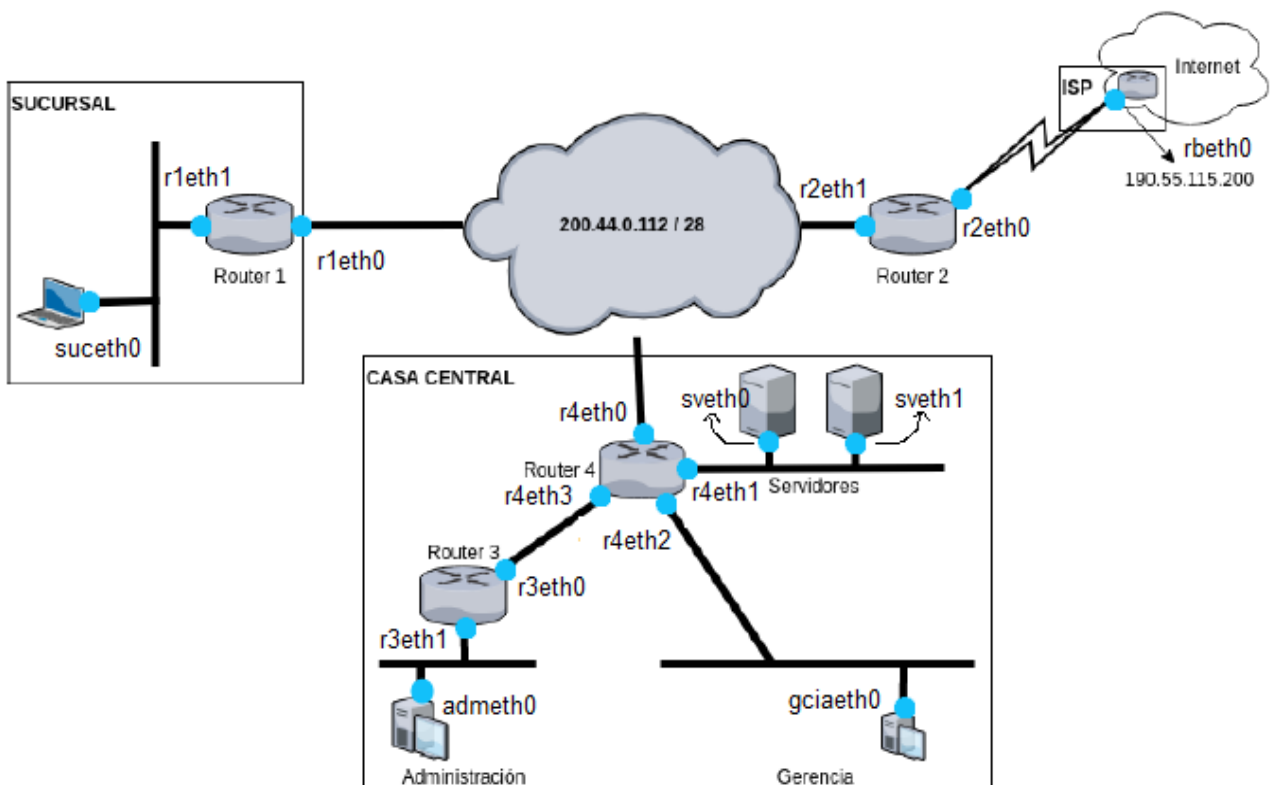 Internet
ISP
rbeth0
190.55.115.200
SUCURSAL
r1eth1
Router 1
r1eth0
suceth0
200.44.0.112 / 28
r2eth1
Router 2
r2eth0
CASA CENTRAL
r4eth0
sveth0
sveth1
Router 4
r4eth1
Servidores
r4eth3
r4eth2
Router 3
r3eth0
r3eth1
admeth0
Administración
gciaeth0
Gerencia